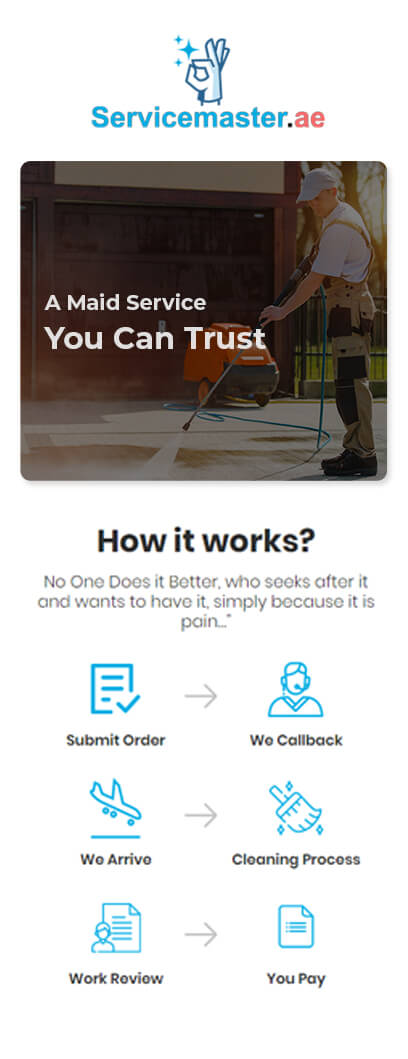 Servicemaster.ae
A Maid Service
You Can Trust
How it works?
No One Does it Better, who seeks after it
and wants to have it, simply because it is
pain..."
Submit Order
We Callback
We Arrive
Cleaning Process
Work Review
You Pay